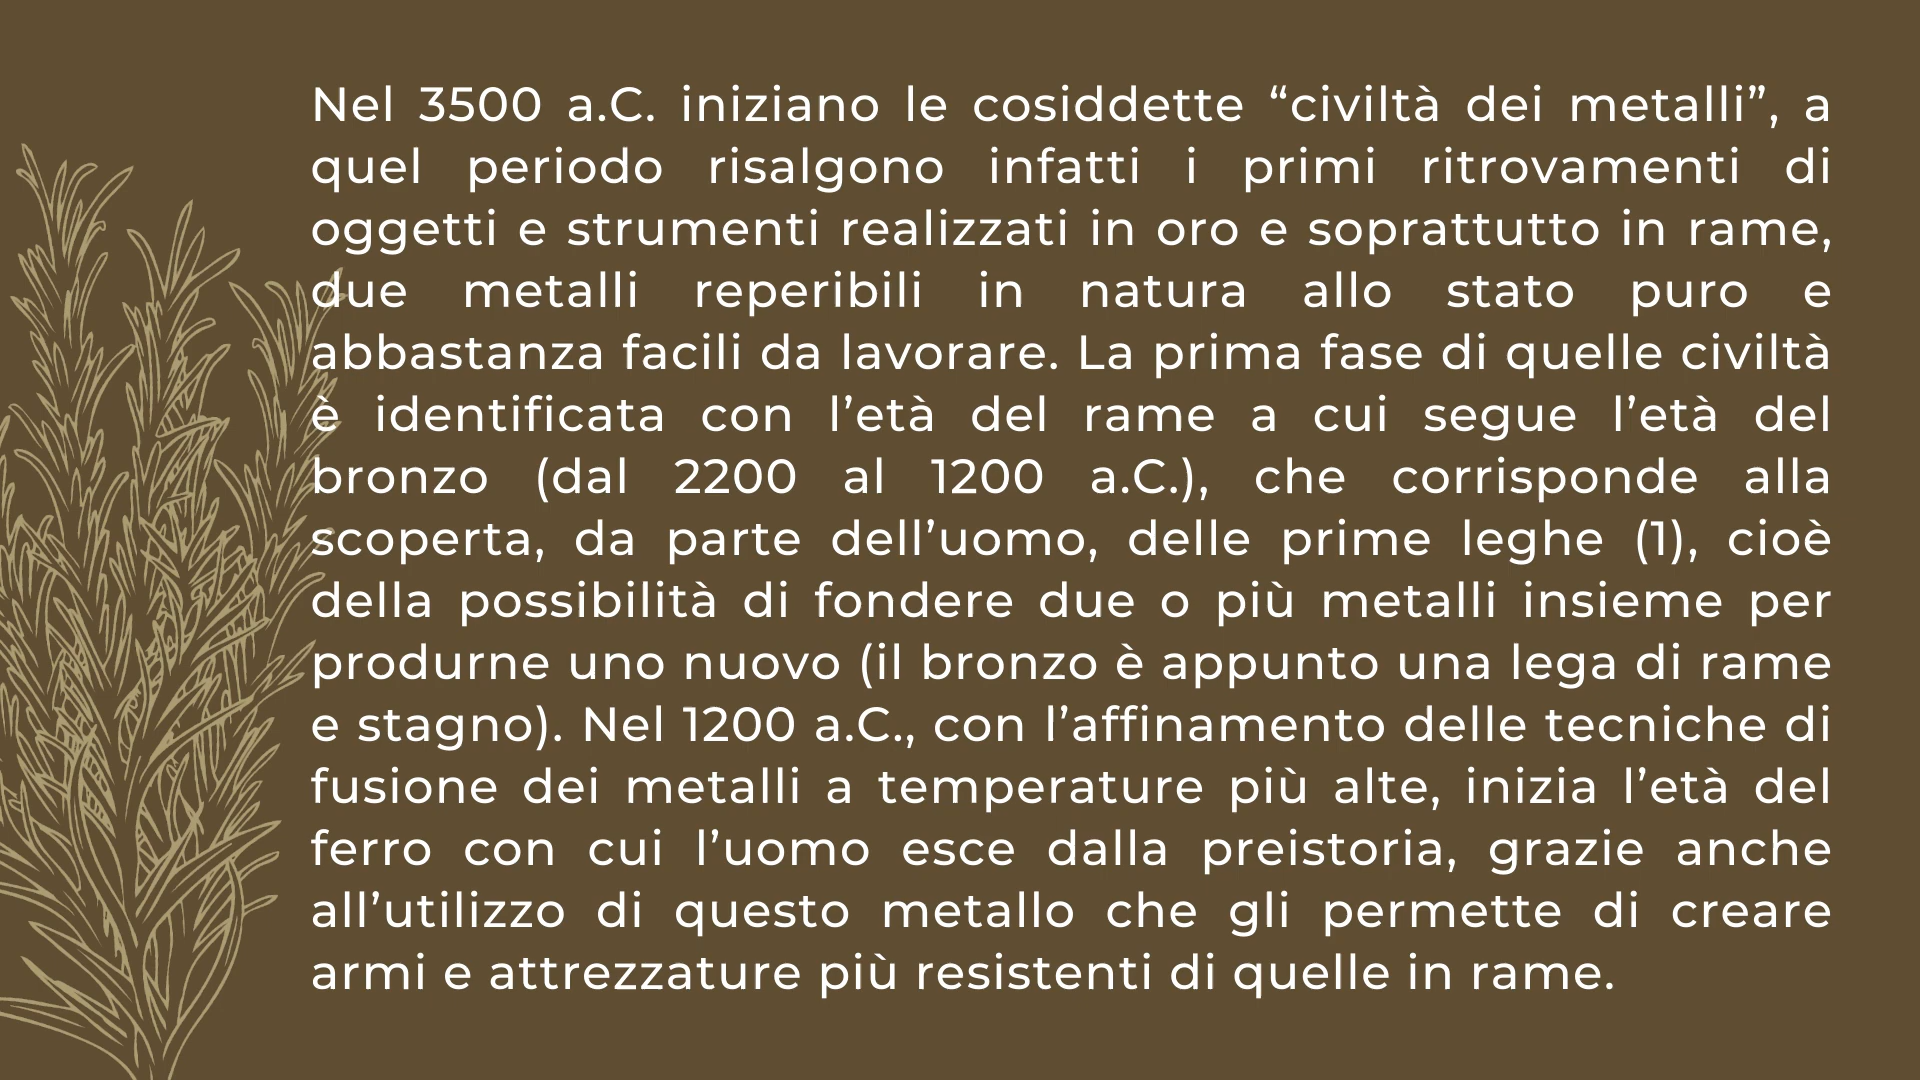 Nel 3500 a.C. iniziano le cosiddette “civiltà dei metalli”, a
quel periodo risalgono infatti i primi ritrovamenti di
oggetti e strumenti realizzati in oro e soprattutto in rame,
due metalli reperibili in natura allo stato puro e
abbastanza facili da lavorare. La prima fase di quelle civiltà
è identificata con l’età del rame a cui segue l’età del
bronzo (dal 2200 al 1200 a.C.), che corrisponde alla
scoperta, da parte dell’uomo, delle prime leghe (1), cioè
della possibilità di fondere due o più metalli insieme per
produrne uno nuovo (il bronzo è appunto una lega di rame
e stagno). Nel 1200 a.C., con l’affinamento delle tecniche di
fusione dei metalli a temperature più alte, inizia l’età del
ferro con cui l’uomo esce dalla preistoria, grazie anche
all’utilizzo di questo metallo che gli permette di creare
armi e attrezzature più resistenti di quelle in rame.